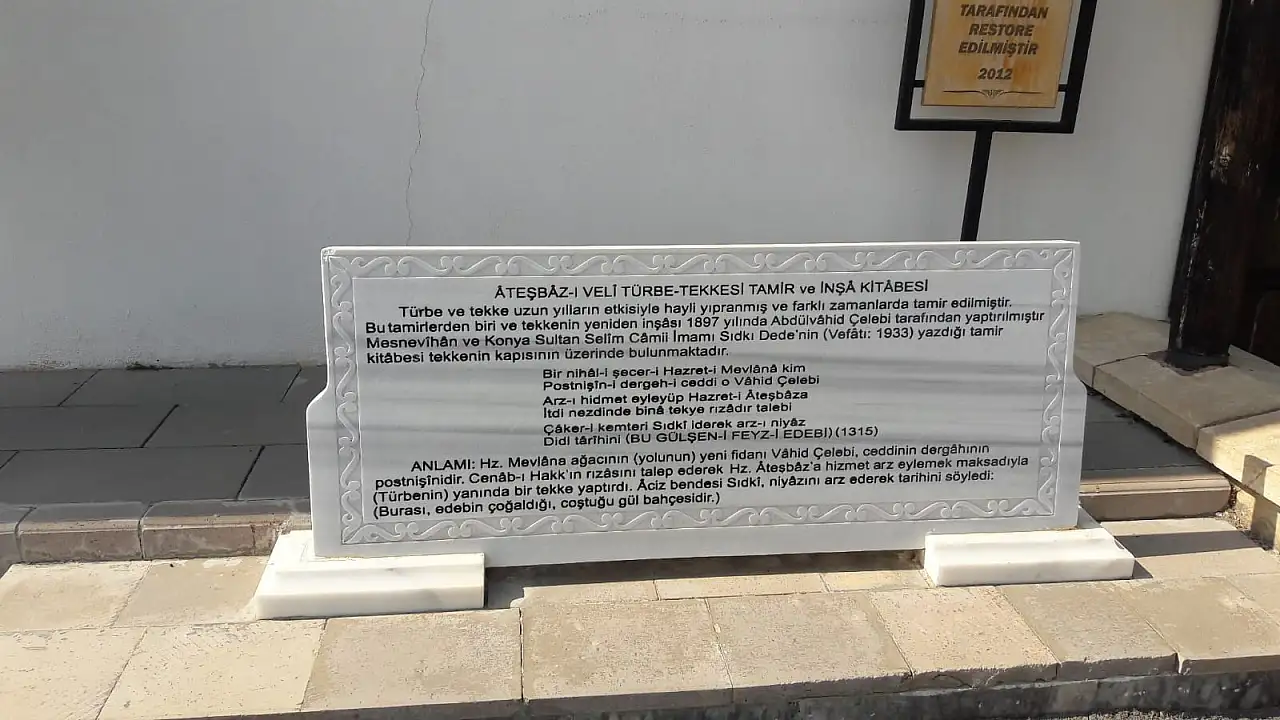 TARAFINDAN
RESTORE
EDİLMİŞTİR
2012
ÂTEŞBÂZ-I VELÎ TÜRBE-TEKKESİ TAMİR ve İNŞÂ KİTÂBESİ
Türbe ve tekke uzun yılların etkisiyle hayli yıpranmış ve farklı zamanlarda tamir edilmiştir.
Bu tamirlerden biri ve tekkenin yeniden inşâsı 1897 yılında Abdülvâhid Çelebi tarafından yaptırılmıştır
Mesnevîhân ve Konya Sultan Selîm Câmii İmamı Sıdkı Dede'nin (Vefâtı: 1933) yazdığı tamir
kitâbesi tekkenin kapısının üzerinde bulunmaktadır.
Bir nihâl-i şecer-i Hazret-i Mevlânâ kim
Postnişîn-i dergeh-i ceddi o Vâhid Çelebi
Arz-ı hidmet eyleyüp Hazret-i Âteşbâza
İtdi nezdinde binâ tekye rızâdır talebi
Çâker-i kemteri Sıdkî iderek arz-ı niyâz
Didi târîhini (BU GÜLŞEN-İ FEYZ-İ EDEBİ) (1315)
ANLAMI: Hz. Mevlâna ağacının (yolunun) yeni fidanı Vâhid Çelebi, ceddinin dergâhının
postnişînidir. Cenâb-ı Hakk'ın rızâsını talep ederek Hz. Âteşbâz'a hizmet arz eylemek maksadıyla
(Türbenin) yanında bir tekke yaptırdı. Âciz bendesi Sıdkî, niyâzını arz ederek tarihini söyledi:
(Burası, edebin çoğaldığı, coştuğu gül bahçesidir.)